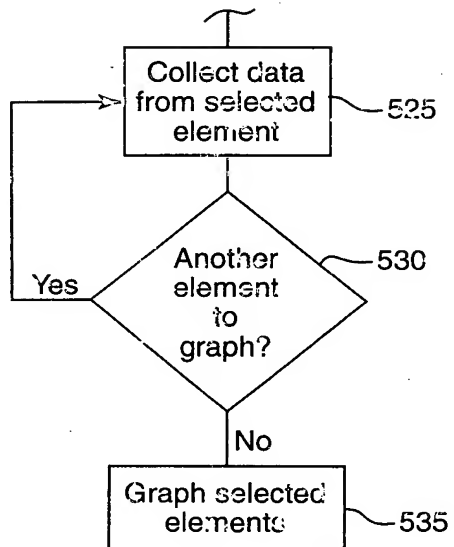 Collect data
from selected
element
525
Another
element
to
graph?
530
Yes
No
Graph selected
elements
535